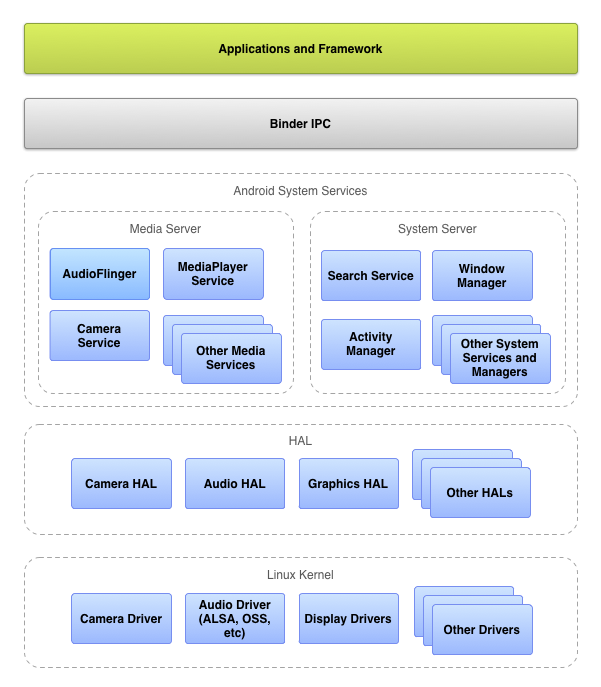 Applications and Framework
Binder IPC
Android System Services
Media Server
AudioFlinger
MediaPlayer
Service
Camera
Service
Other Media
Services
System Server
Search Service
Window
Manager
Activity
Manager
Other System
Services and
Managers
HAL
Camera HAL
Audio HAL
Graphics HAL
Other HALs
Linux Kernel
Camera Driver
Audio Driver
(ALSA, OSS,
etc)
Display Drivers
Other Drivers